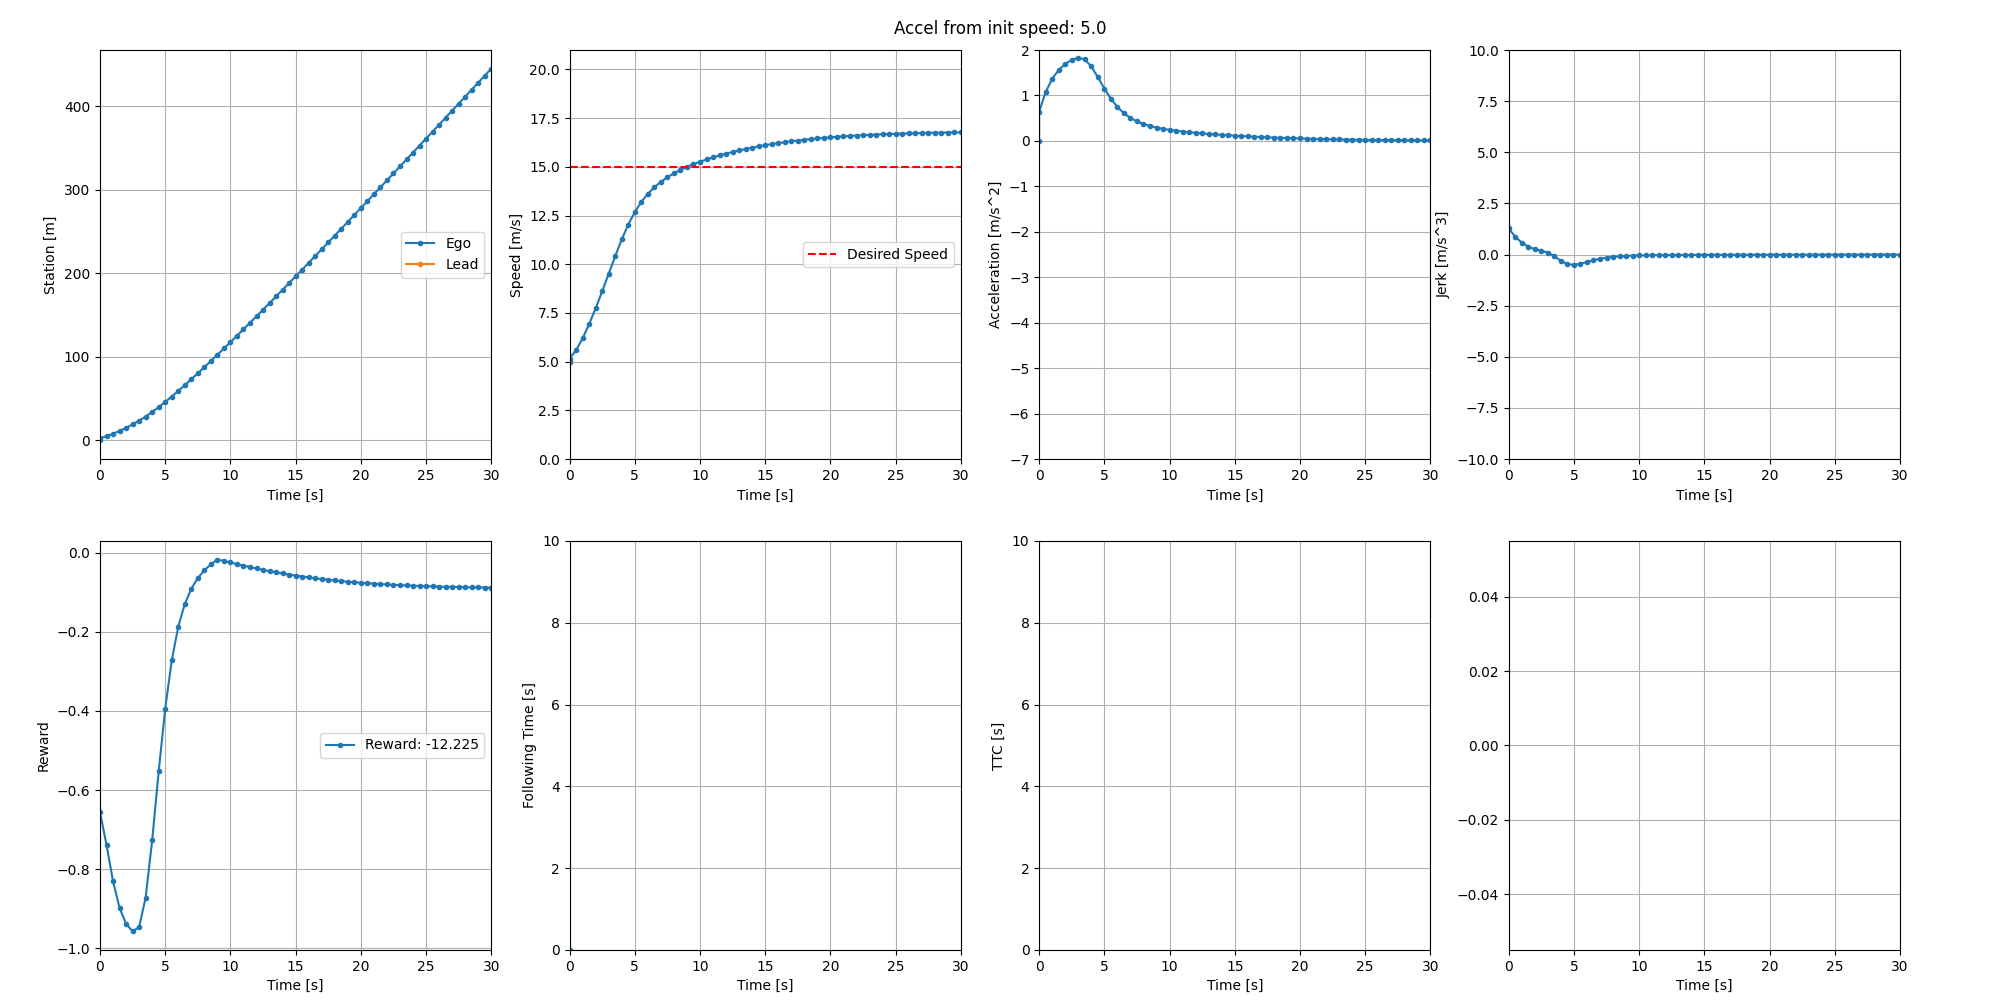 Accel from init speed: 5.0
400
300
200
100
0
Station [m]
Ego
Lead
0 5 10 15 20 25 30
Time [s]
20.0
17.5
15.0
12.5
10.0
7.5
5.0
2.5
0.0
Speed [m/s]
Desired Speed
0 5 10 15 20 25 30
Time [s]
2
1
0
−1
−2
−3
−4
−5
−6
−7
Acceleration [m/s^2]
0 5 10 15 20 25 30
Time [s]
10.0
7.5
5.0
2.5
0.0
−2.5
−5.0
−7.5
−10.0
Jerk [m/s^3]
0 5 10 15 20 25 30
Time [s]
0.0
−0.2
−0.4
−0.6
−0.8
−1.0
Reward
Reward: -12.225
0 5 10 15 20 25 30
Time [s]
10
8
6
4
2
0
Following Time [s]
0 5 10 15 20 25 30
Time [s]
10
8
6
4
2
0
TTC [s]
0 5 10 15 20 25 30
Time [s]
0.04
0.02
0.00
−0.02
−0.04
0 5 10 15 20 25 30
Time [s]